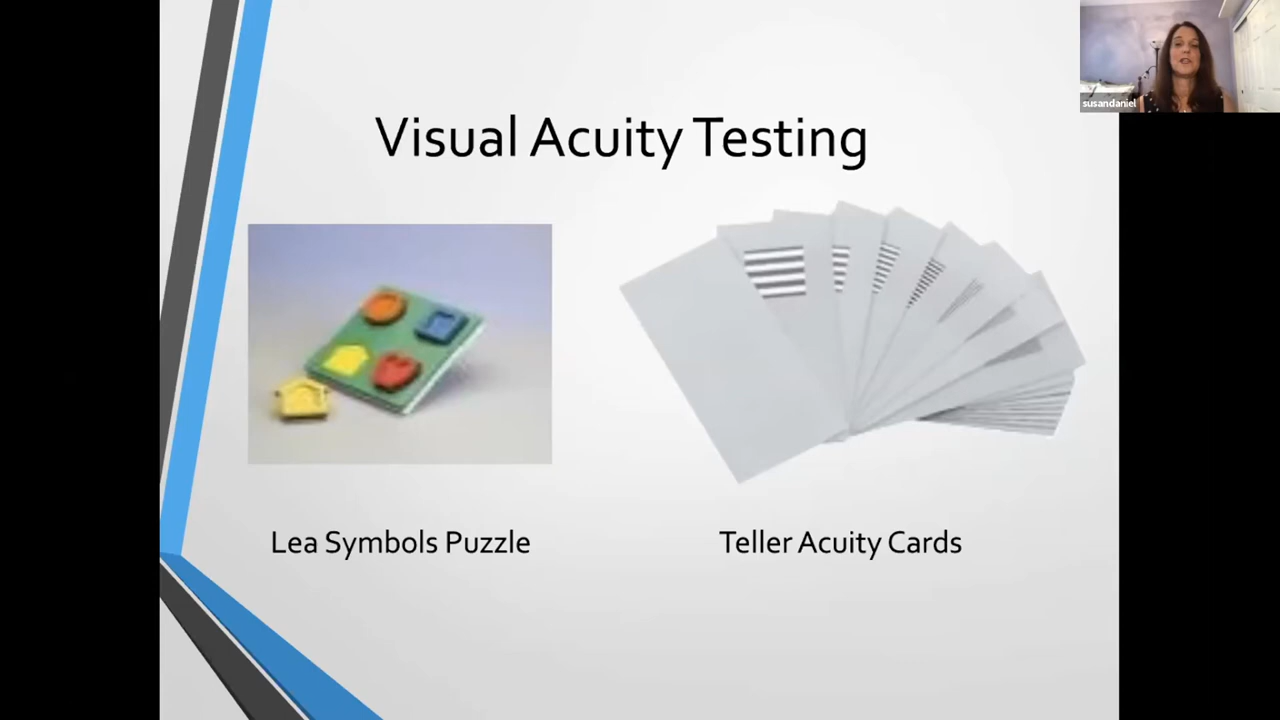 susandaniel
Visual Acuity Testing
Lea Symbols Puzzle
Teller Acuity Cards